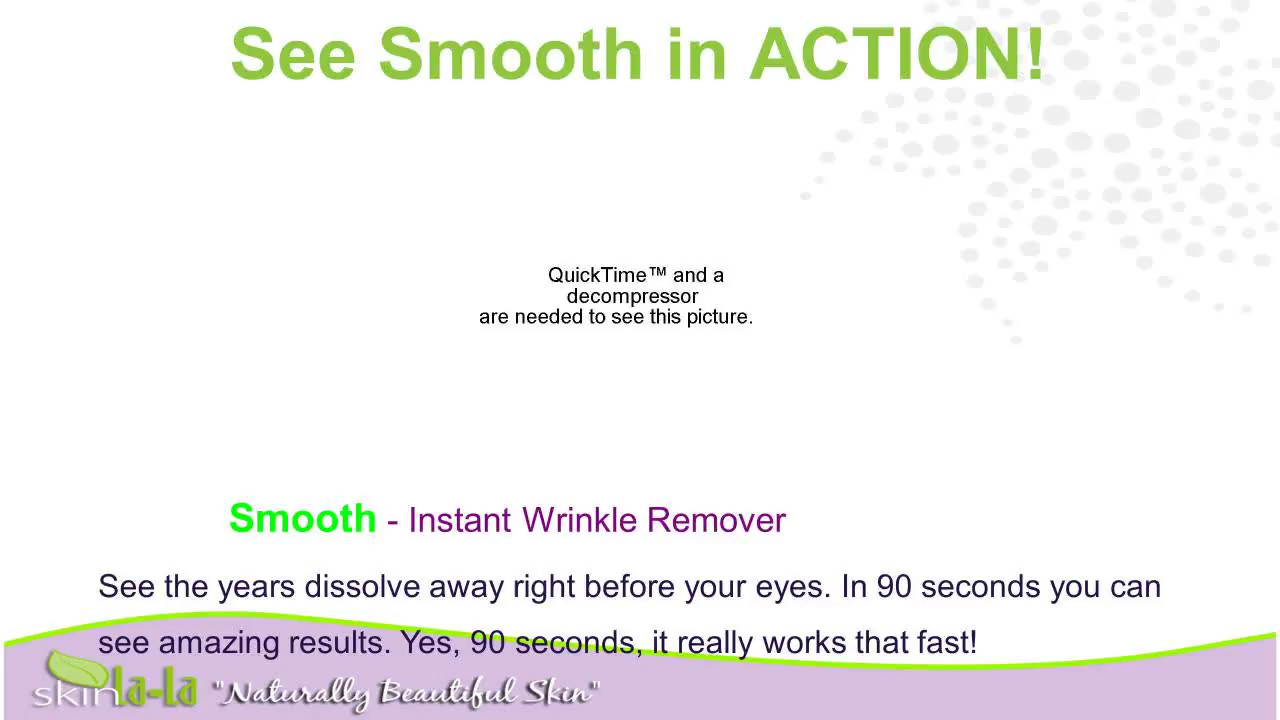 See Smooth in ACTION!
QuickTime™ and a
decompressor
are needed to see this picture.
Smooth - Instant Wrinkle Remover
See the years dissolve away right before your eyes. In 90 seconds you can
see amazing results. Yes, 90 seconds, it really works that fast!
skin la-la "Naturally Beautiful Skin"